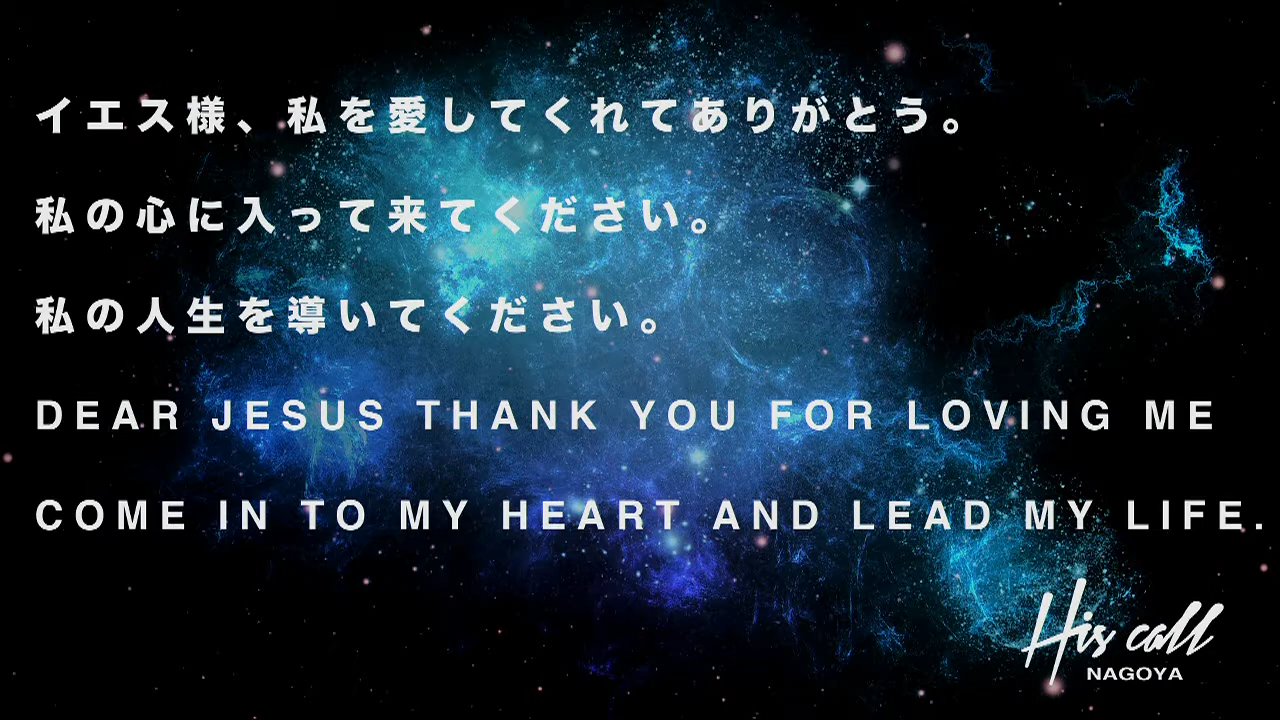 イエス様、私を愛してくれてありがとう。
私の心に入って来てください。
私の人生を導いてください。
DEAR JESUS THANK YOU FOR LOVING ME
COME IN TO MY HEART AND LEAD MY LIFE.
His call
NAGOYA